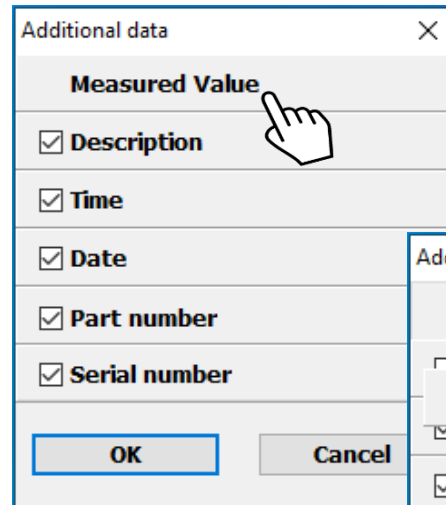 Additional data
Measured Value
Description
Time
Date
Part number
Serial number
OK Cancel